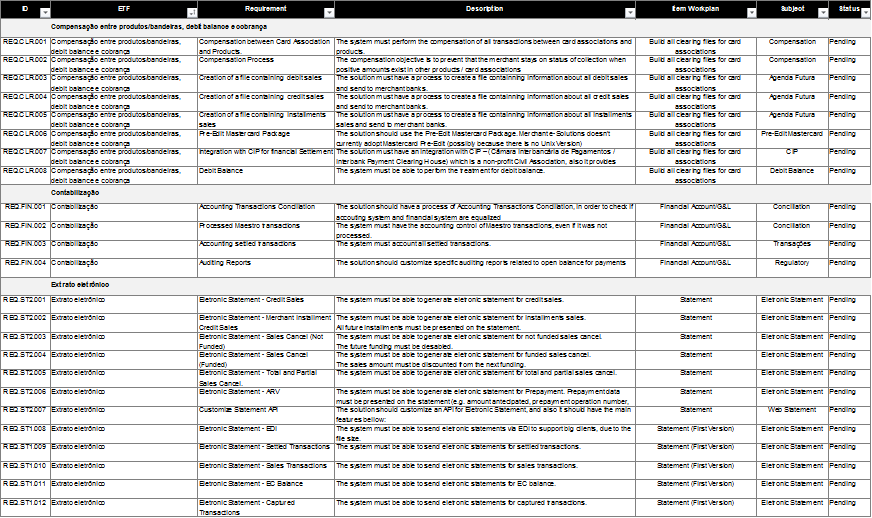 ID ETF Requirement Description Item Workplan Subject Status
Compensação entre produtos/bandeiras, debit balance e cobrança
REQ.CLR.001 Compensação entre produtos/bandeiras, Compensation between Card Association The system must perform the compensation of all transactions between card associations and Build all clearing files for card Compensation Pending
debit balance e cobrança and Products. products. associations
REQ.CLR.002 Compensação entre produtos/bandeiras, Compensation Process The compensation objective is to prevent that the merchant stays on status of collection when Build all clearing files for card Compensation Pending
debit balance e cobrança positive amounts exist in other products / card associations associations
REQ.CLR.003 Compensação entre produtos/bandeiras, Creation of a file containing debit sales The solution must have a process to create a file containning information about all debit sales Build all clearing files for card Agenda Futura Pending
debit balance e cobrança and send to merchant banks. associations
REQ.CLR.004 Compensação entre produtos/bandeiras, Creation of a file containing credit sales The solution must have a process to create a file containning information about all credit sales Build all clearing files for card Agenda Futura Pending
debit balance e cobrança and send to merchant banks. associations
REQ.CLR.005 Compensação entre produtos/bandeiras, Creation of a file containing installments The solution must have a process to create a file containning information about all installments Build all clearing files for card Agenda Futura Pending
debit balance e cobrança sales sales and send to merchant banks. associations
REQ.CLR.006 Compensação entre produtos/bandeiras, Pre-Edit Mastercard Package The solution should use the Pre-Edit Mastercard Package. Merchant e-Solutions doesn't Build all clearing files for card Pre-Edit Mastercard Pending
debit balance e cobrança currently adopt Mastercard Pre-Edit (possibly because there is no Unix Version) associations
REQ.CLR.007 Compensação entre produtos/bandeiras, Integration with CIP for financial Settlement The solution must have an integration with CIP – (Câmara Interbancária de Pagamentos / Build all clearing files for card CIP Pending
debit balance e cobrança Interbank Payment Clearing House) which is a non-profit Civil Association, also it provides associations
REQ.CLR.008 Compensação entre produtos/bandeiras, Debit Balance The system must be able to perform the treatment for debit balance. Build all clearing files for card Debit Balance Pending
debit balance e cobrança associations
Contabilização
REQ.FIN.001 Contabilização Accounting Transactions Conciliation The solution should have a process of Accounting Transactions Conciliation, in order to check if Financial Account/G&L Conciliation Pending
accouting system and financial system are equalized
REQ.FIN.002 Contabilização Processed Maestro transactions The system must have the accounting control of Maestro transactions, even if it was not Financial Account/G&L Conciliation Pending
processed.
REQ.FIN.003 Contabilização Accounting settled transactions The system must account all settled transactions. Financial Account/G&L Transações Pending
REQ.FIN.004 Contabilização Auditing Reports The solution should customize specific auditing reports related to open balance for payments Financial Account/G&L Regulatory Pending
Extrato eletrônico
REQ.ST2.001 Extrato eletrônico Eletronic Statement - Credit Sales The system must be able to generate eletronic statement for credit sales. Statement Eletronic Statement Pending
REQ.ST2.002 Extrato eletrônico Eletronic Statement - Merchant Installment The system must be able to generate eletronic statement for installments sales. Statement Eletronic Statement Pending
Credit Sales All future installments must be presented on the statement.
REQ.ST2.003 Extrato eletrônico Eletronic Statement - Sales Cancel (Not The system must be able to generate eletronic statement for not funded sales cancel. Statement Eletronic Statement Pending
Funded) The future funding must be desabled.
REQ.ST2.004 Extrato eletrônico Eletronic Statement - Sales Cancel The system must be able to generate eletronic statement for funded sales cancel. Statement Eletronic Statement Pending
(Funded) The sales amount must be discounted from the next funding.
REQ.ST2.005 Extrato eletrônico Eletronic Statement - Total and Partial The system must be able to generate eletronic statement for total and partial sales cancel. Statement Eletronic Statement Pending
Sales Cancel.
REQ.ST2.006 Extrato eletrônico Eletronic Statement - ARV The system must be able to generate eletronic statement for Prepayment. Prepayment data Statement Eletronic Statement Pending
must be presented on the statement (e.g. amount antecipated, prepayment operation number,
REQ.ST2.007 Extrato eletrônico Customize Statement API The solution should customize an API for Eletronic Statement, and also it should have the main Statement Web Statement Pending
features bellow:
REQ.ST1.008 Extrato eletrônico Eletronic Statement - EDI The system must be able to send eletronic statements via EDI to support big clients, due to the Statement (First Version) Eletronic Statement Pending
file size.
REQ.ST1.009 Extrato eletrônico Eletronic Statement - Settled Transactions The system must be able to send eletronic statements for settled transactions. Statement (First Version) Eletronic Statement Pending
REQ.ST1.010 Extrato eletrônico Eletronic Statement - Sales Transactions The system must be able to send eletronic statements for sales transactions. Statement (First Version) Eletronic Statement Pending
REQ.ST1.011 Extrato eletrônico Eletronic Statement - EC Balance The system must be able to send eletronic statements for EC balance. Statement (First Version) Eletronic Statement Pending
REQ.ST1.012 Extrato eletrônico Eletronic Statement - Captured The system must be able to send eletronic statements for captured transactions. Statement (First Version) Eletronic Statement Pending
Transactions